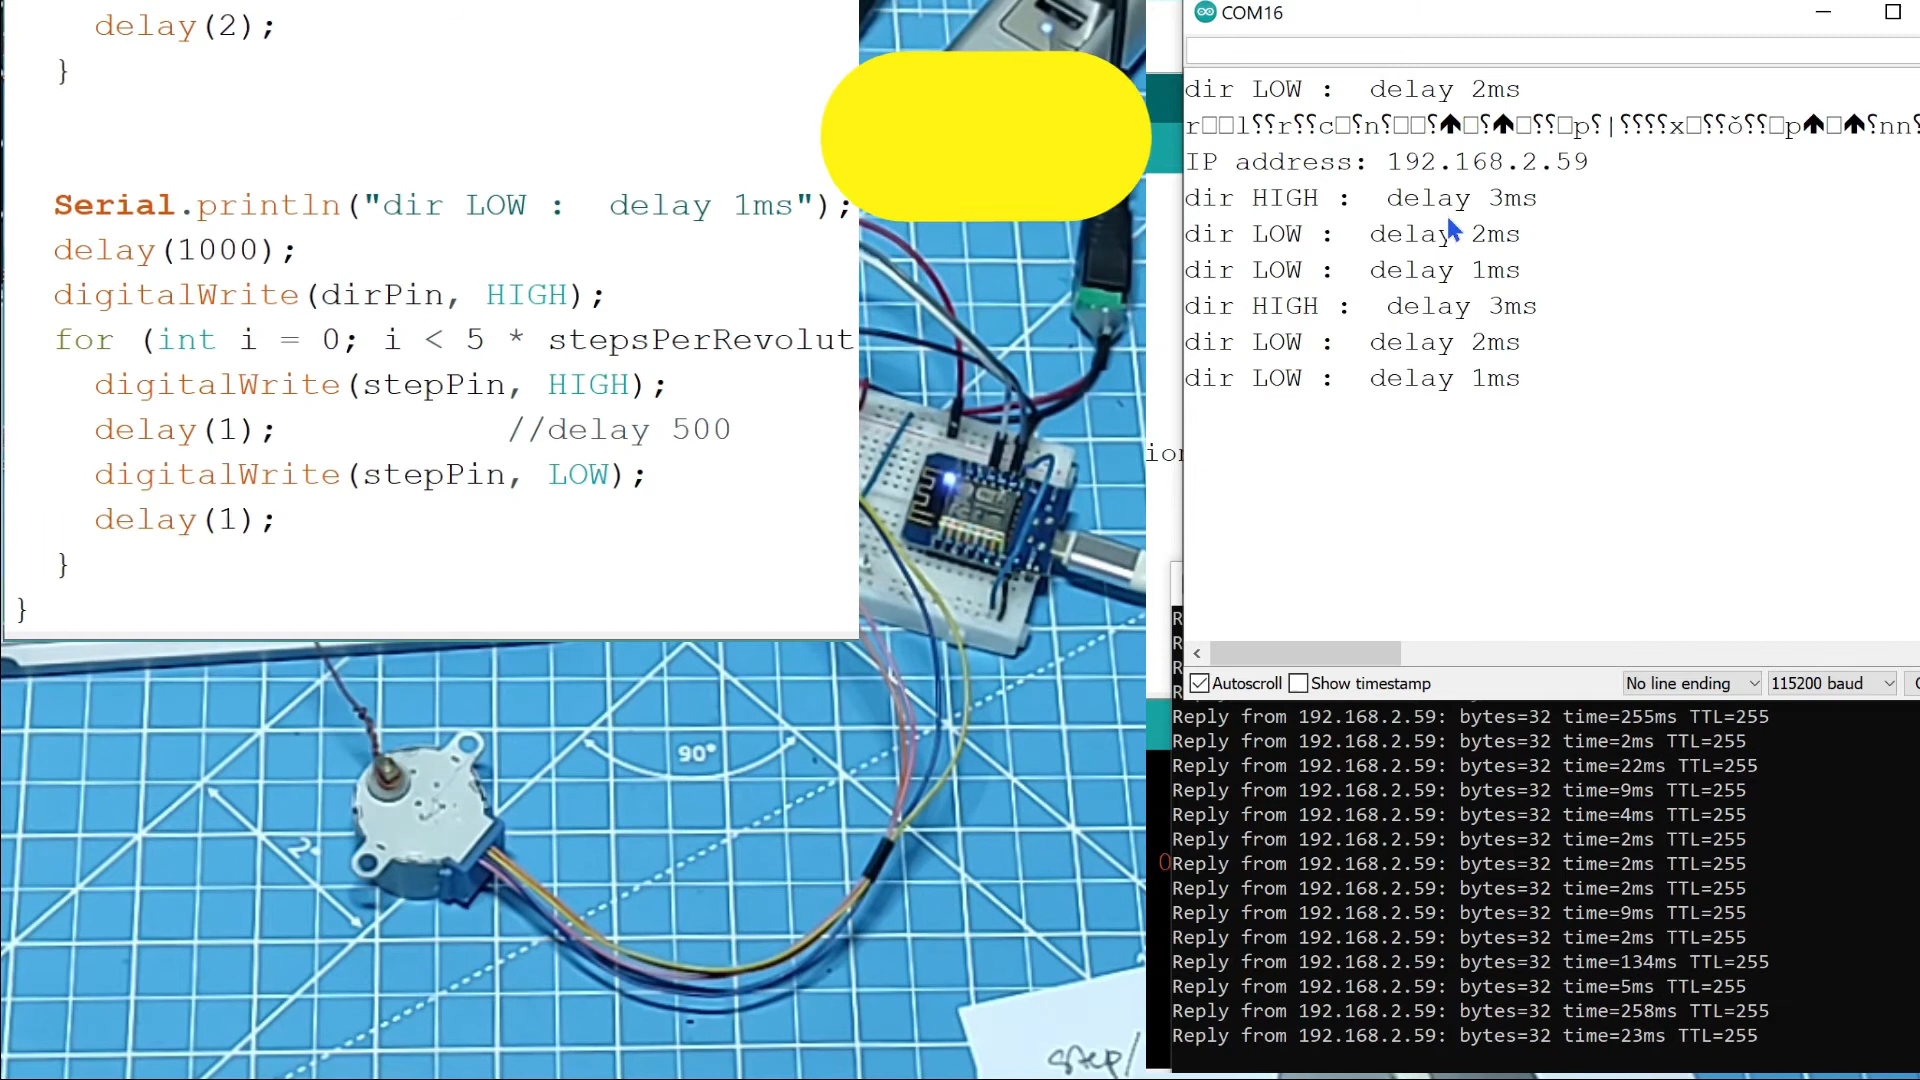 delay(2);
}
Serial.println("dir LOW :  delay 1ms");
delay(1000);
digitalWrite(dirPin, HIGH);
for (int i = 0; i < 5 * stepsPerRevolut
digitalWrite(stepPin, HIGH);
delay(1);            //delay 500
digitalWrite(stepPin, LOW);
delay(1);
}
}
90°
2"
step/
COM16
dir LOW :  delay 2ms
IP address: 192.168.2.59
dir HIGH :  delay 3ms
dir LOW :  delay 2ms
dir LOW :  delay 1ms
dir HIGH :  delay 3ms
dir LOW :  delay 2ms
dir LOW :  delay 1ms
ion
Autoscroll Show timestamp No line ending 115200 baud
Reply from 192.168.2.59: bytes=32 time=255ms TTL=255
Reply from 192.168.2.59: bytes=32 time=2ms TTL=255
Reply from 192.168.2.59: bytes=32 time=22ms TTL=255
Reply from 192.168.2.59: bytes=32 time=9ms TTL=255
Reply from 192.168.2.59: bytes=32 time=4ms TTL=255
Reply from 192.168.2.59: bytes=32 time=2ms TTL=255
Reply from 192.168.2.59: bytes=32 time=2ms TTL=255
Reply from 192.168.2.59: bytes=32 time=2ms TTL=255
Reply from 192.168.2.59: bytes=32 time=9ms TTL=255
Reply from 192.168.2.59: bytes=32 time=2ms TTL=255
Reply from 192.168.2.59: bytes=32 time=134ms TTL=255
Reply from 192.168.2.59: bytes=32 time=5ms TTL=255
Reply from 192.168.2.59: bytes=32 time=258ms TTL=255
Reply from 192.168.2.59: bytes=32 time=23ms TTL=255